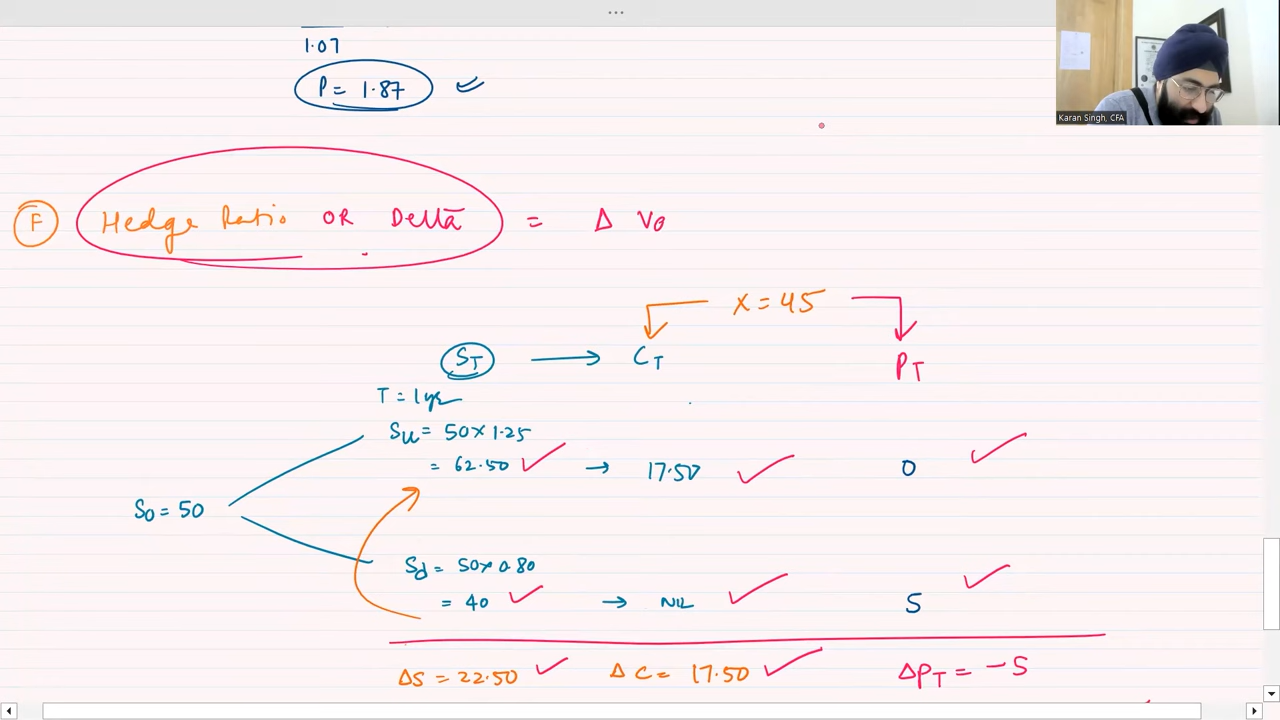 1.07
P = 1.87
Karan Singh, CFA
F Hedge Ratio OR Delta = Δ Vo
X = 45
ST → CT PT
T = 1yr
Su = 50 × 1.25
= 62.50 → 17.50 0
So = 50
Sd = 50 × 0.80
= 40 → NIL 5
ΔS = 22.50 ΔC = 17.50 ΔPT = -5